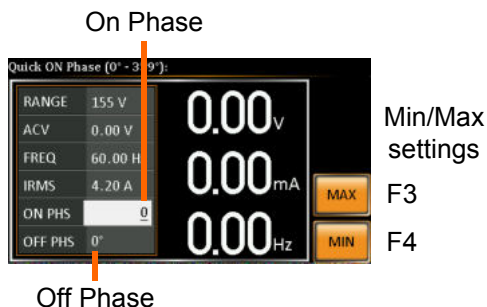 On Phase
Quick ON Phase (0° - 359°):
RANGE 155 V
ACV 0.00 V
FREQ 60.00 H
IRMS 4.20 A
ON PHS 0
OFF PHS 0°
0.00V
0.00mA
0.00Hz
Min/Max
settings
MAX F3
MIN F4
Off Phase